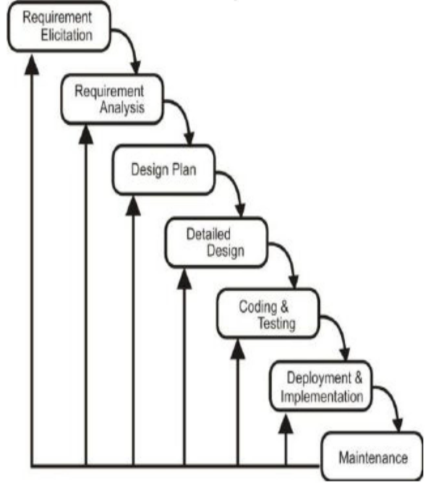 Requirement
Elicitation
Requirement
Analysis
Design Plan
Detailed
Design
Coding &
Testing
Deployment &
Implementation
Maintenance